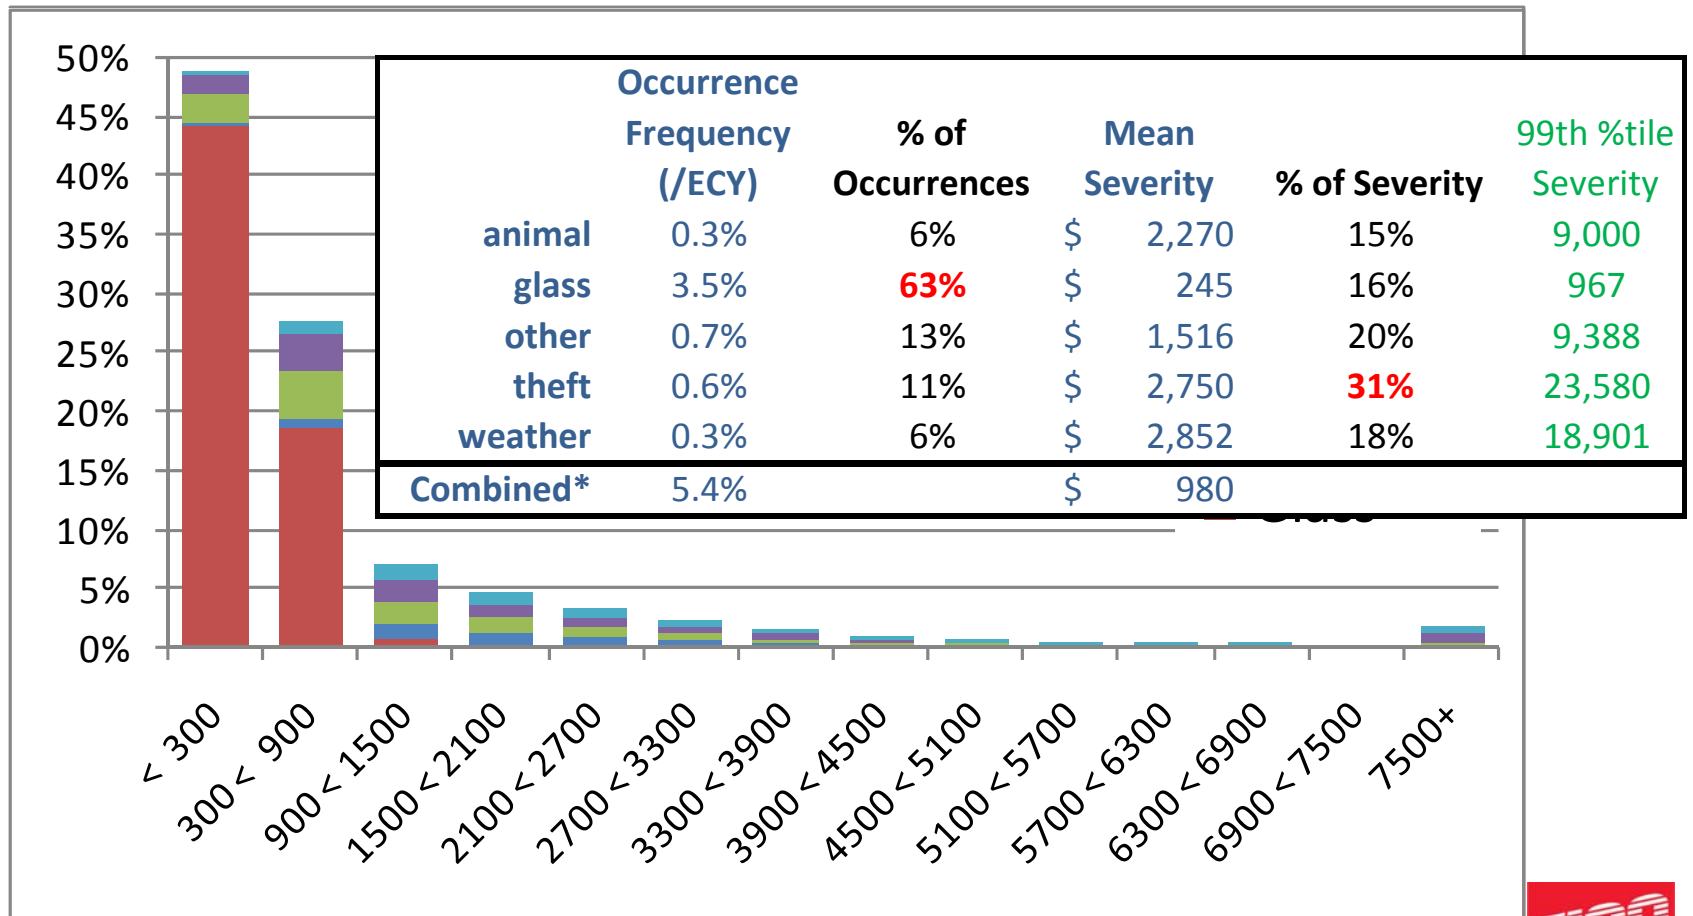 50%
45%
40%
35%
30%
25%
20%
15%
10%
5%
0%
Occurrence
Frequency % of Mean 99th %tile
(/ECY) Occurrences Severity % of Severity Severity
animal 0.3% 6% $ 2,270 15% 9,000
glass 3.5% 63% $ 245 16% 967
other 0.7% 13% $ 1,516 20% 9,388
theft 0.6% 11% $ 2,750 31% 23,580
weather 0.3% 6% $ 2,852 18% 18,901
Combined* 5.4% $ 980
< 300
300 < 900
900 < 1500
1500 < 2100
2100 < 2700
2700 < 3300
3300 < 3900
3900 < 4500
4500 < 5100
5100 < 5700
5700 < 6300
6300 < 6900
6900 < 7500
7500+